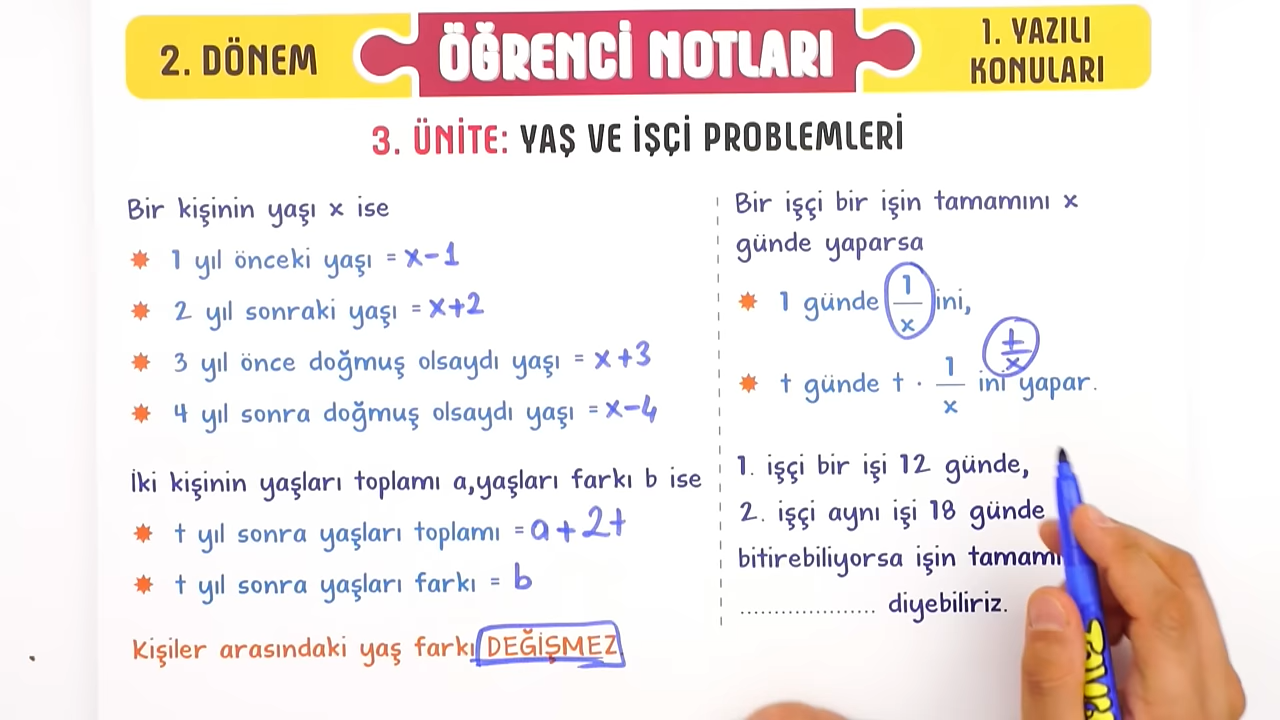 2. DÖNEM
ÖĞRENCİ NOTLARI
1. YAZILI
KONULARI
3. ÜNİTE: YAŞ VE İŞÇİ PROBLEMLERİ
Bir kişinin yaşı x ise
1 yıl önceki yaşı = x-1
2 yıl sonraki yaşı = x+2
3 yıl önce doğmuş olsaydı yaşı = x+3
4 yıl sonra doğmuş olsaydı yaşı = x-4
İki kişinin yaşları toplamı a,yaşları farkı b ise
t yıl sonra yaşları toplamı = a+2t
t yıl sonra yaşları farkı = b
Kişiler arasındaki yaş farkı DEĞİŞMEZ
Bir işçi bir işin tamamını x
günde yaparsa
1 günde 1/x ini,
t/x
t günde t · 1/x ini yapar.
1. işçi bir işi 12 günde,
2. işçi aynı işi 18 günde
bitirebiliyorsa işin tamamı
.................... diyebiliriz.